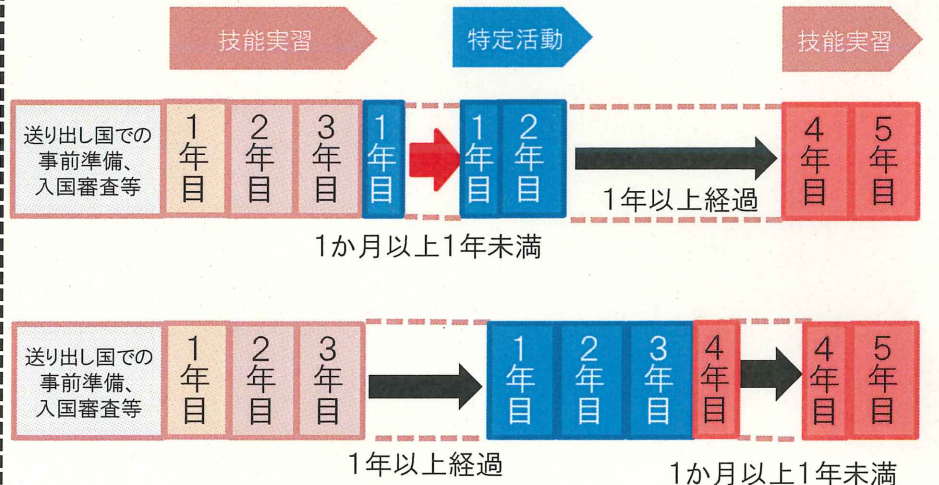 技能実習
特定活動
技能実習
送り出し国での
事前準備、
入国審査等
1年目
2年目
3年目
1年目
1年目
2年目
4年目
5年目
1年以上経過
1か月以上1年未満
送り出し国での
事前準備、
入国審査等
1年目
2年目
3年目
1年目
2年目
3年目
4年目
4年目
5年目
1年以上経過
1か月以上1年未満